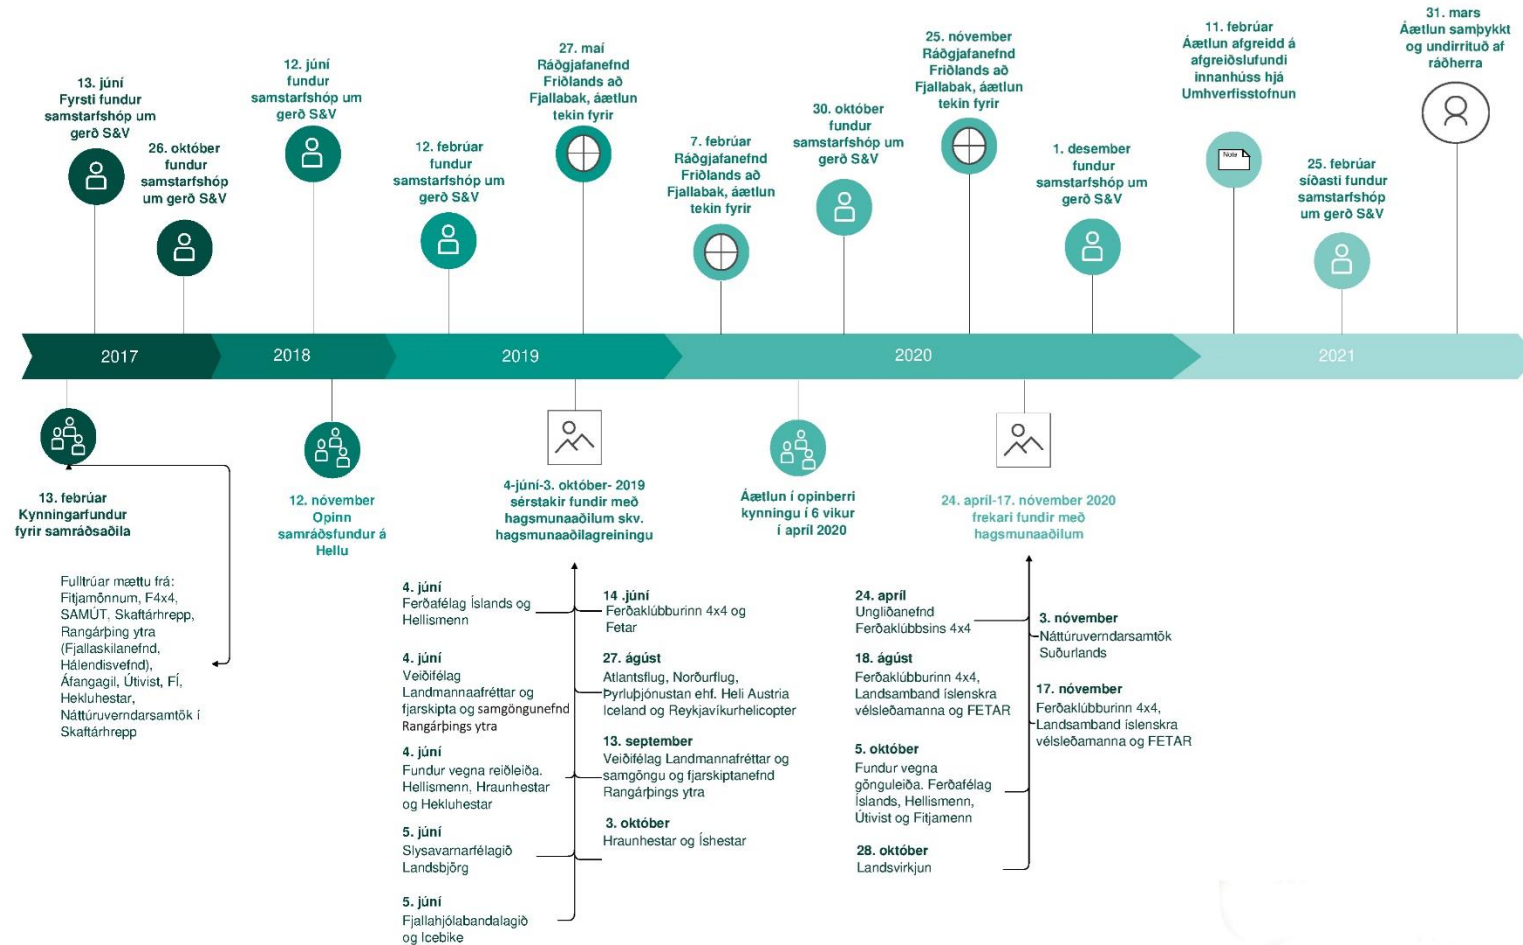 13. júní
Fyrsti fundur
samstarfshóp um
gerð S&V
26. október
fundur
samstarfshóp
um gerð S&V
12. júní
fundur
samstarfshóp um
gerð S&V
12. febrúar
fundur
samstarfshóp um
gerð S&V
27. maí
Ráðgjafanefnd
Friðlands að
Fjallabak, áætlun
tekin fyrir
7. febrúar
Ráðgjafanefnd
Friðlands að
Fjallabak, áætlun
tekin fyrir
30. október
fundur
samstarfshóp um
gerð S&V
25. nóvember
Ráðgjafanefnd
Friðlands að
Fjallabak, áætlun
tekin fyrir
1. desember
fundur
samstarfshóp um
gerð S&V
11. febrúar
Áætlun afgreidd á
afgreiðslufundi
innanhúss hjá
Umhverfisstofnun
Note
25. febrúar
síðasti fundur
samstarfshóp
um gerð S&V
31. mars
Áætlun samþykkt
og undirrituð af
ráðherra
2017
2018
2019
2020
2021
13. febrúar
Kynningarfundur
fyrir samráðsaðila
Fulltrúar mættu frá:
Fitjamönnum, F4x4,
SAMÚT, Skaftárhrepp,
Rangárþing ytra
(Fjallaskilanefnd,
Hálendisvefnd),
Áfangagil, Útivist, FÍ,
Hekluhestar,
Náttúruverndarsamtök í
Skaftárhrepp
12. nóvember
Opinn
samráðsfundur á
Hellu
4-júní-3. október- 2019
sérstakir fundir með
hagsmunaaðilum skv.
hagsmunaaðilagreiningu
4. júní
Ferðafélag Íslands og
Hellismenn
4. júní
Veiðifélag
Landmannaafréttar og
fjarskipta og samgöngunefnd
Rangárþings ytra
4. júní
Fundur vegna reiðleiða.
Hellismenn, Hraunhestar
og Hekluhestar
5. júní
Slysavarnarfélagið
Landsbjörg
5. júní
Fjallahjólabandalagið
og Icebike
14 .júní
Ferðaklúbburinn 4x4 og
Fetar
27. ágúst
Atlantsflug, Norðurflug,
Þyrluþjónustan ehf. Heli Austria
Iceland og Reykjavíkurhelicopter
13. september
Veiðifélag Landmannafréttar og
samgöngu og fjarskiptanefnd
Rangárþings ytra
3. október
Hraunhestar og Íshestar
Áætlun í opinberri
kynningu í 6 vikur
í apríl 2020
24. apríl-17. nóvember 2020
frekari fundir með
hagsmunaaðilum
24. apríl
Ungliðanefnd
Ferðaklúbbsins 4x4
18. ágúst
Ferðaklúbburinn 4x4,
Landsamband íslenskra
vélsleðamanna og FETAR
5. október
Fundur vegna
gönguleiða. Ferðafélag
Íslands, Hellismenn,
Útivist og Fitjamenn
28. október
Landsvirkjun
3. nóvember
Náttúruverndarsamtök
Suðurlands
17. nóvember
Ferðaklúbburinn 4x4,
Landsamband íslenskra
vélsleðamanna og FETAR